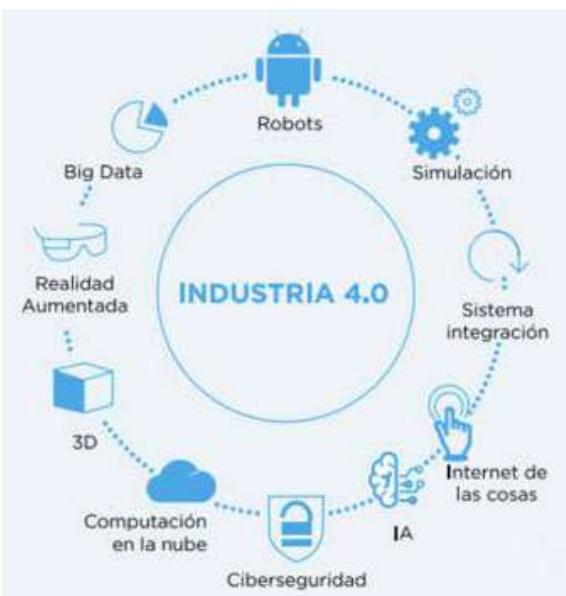 Robots
Simulación
Sistema
integración
Internet de
las cosas
IA
Ciberseguridad
Computación
en la nube
3D
Realidad
Aumentada
Big Data
INDUSTRIA 4.0